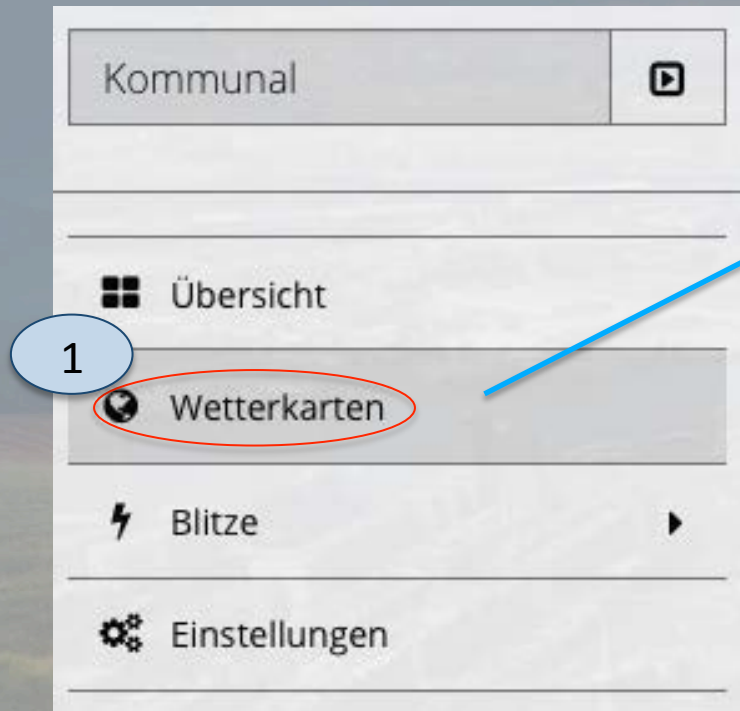 Kommunal
Übersicht
1
Wetterkarten
Blitze
Einstellungen